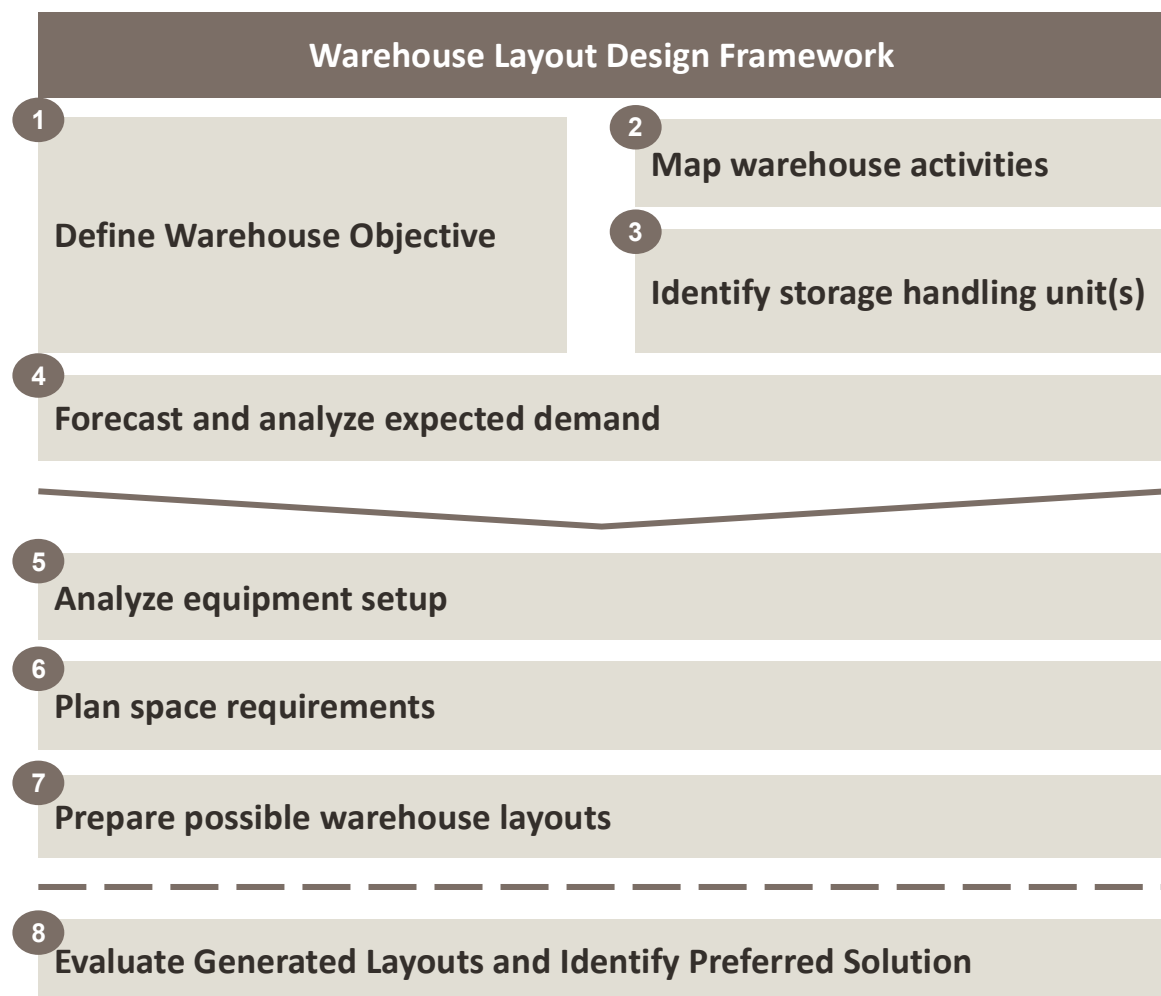 Warehouse Layout Design Framework
1
Define Warehouse Objective
2
Map warehouse activities
3
Identify storage handling unit(s)
4
Forecast and analyze expected demand
5
Analyze equipment setup
6
Plan space requirements
7
Prepare possible warehouse layouts
8
Evaluate Generated Layouts and Identify Preferred Solution